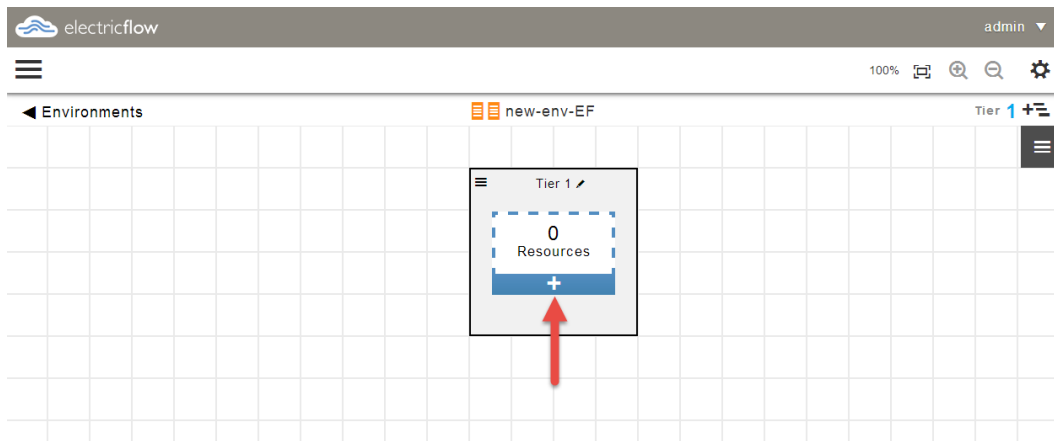 electricflow
admin
100%
Environments
new-env-EF
Tier 1
Tier 1
0
Resources